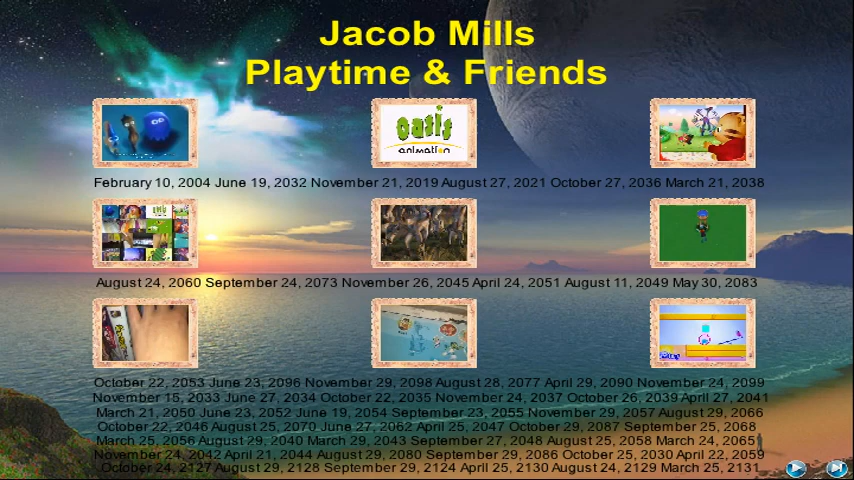 Jacob Mills
Playtime & Friends
oasis
animation
February 10, 2004 June 19, 2032 November 21, 2019 August 27, 2021 October 27, 2036 March 21, 2038
August 24, 2060 September 24, 2073 November 26, 2045 April 24, 2051 August 11, 2049 May 30, 2083
October 22, 2053 June 23, 2096 November 29, 2098 August 28, 2077 April 29, 2090 November 24, 2099
November 15, 2033 June 27, 2034 October 22, 2035 November 24, 2037 October 26, 2039 April 27, 2041
March 21, 2050 June 23, 2052 June 19, 2054 September 23, 2055 November 29, 2057 August 29, 2066
October 22, 2046 August 25, 2070 June 27, 2062 April 25, 2047 October 29, 2087 September 25, 2068
March 25, 2056 August 29, 2040 March 29, 2043 September 27, 2048 August 25, 2058 March 24, 2065
November 24, 2042 April 21, 2044 August 29, 2080 September 29, 2086 October 25, 2030 April 22, 2059
October 24, 2127 August 29, 2128 September 29, 2124 April 25, 2130 August 24, 2129 March 25, 2131